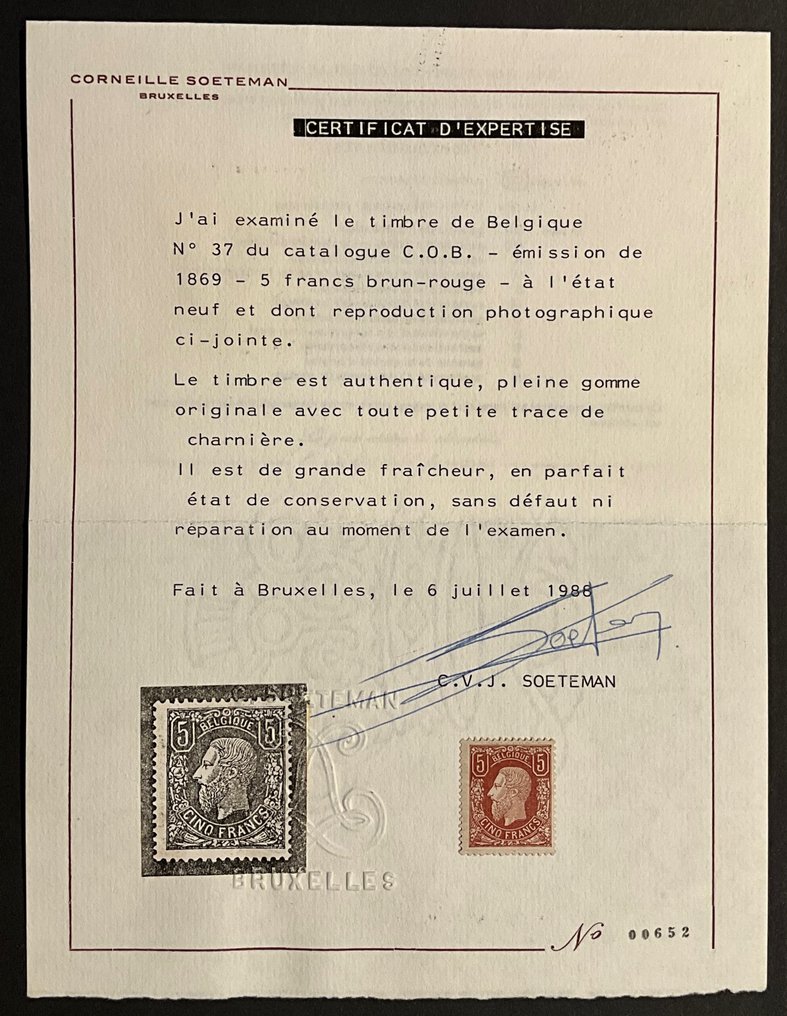 CORNEILLE SOETEMAN
BRUXELLES
CERTIFICAT D'EXPERTISE
J'ai examiné le timbre de Belgique
N° 37 du catalogue C.O.B. - émission de
1869 - 5 francs brun-rouge - à l'état
neuf et dont reproduction photographique
ci-jointe.
Le timbre est authentique, pleine gomme
originale avec toute petite trace de
charnière.
Il est de grande fraîcheur, en parfait
état de conservation, sans défaut ni
réparation au moment de l'examen.
Fait à Bruxelles, le 6 juillet 1988
Soeteman
C.V.J. SOETEMAN
C. SOETEMAN
BRUXELLES
5 BELGIQUE 5
CINQ FRANCS
5 BELGIQUE 5
CINQ FRANCS
No 00652